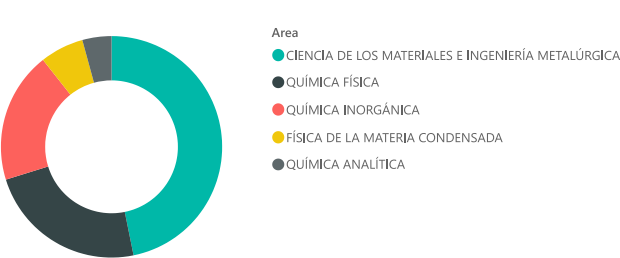 Area
CIENCIA DE LOS MATERIALES E INGENIERÍA METALÚRGICA
QUÍMICA FÍSICA
QUÍMICA INORGÁNICA
FÍSICA DE LA MATERIA CONDENSADA
QUÍMICA ANALÍTICA